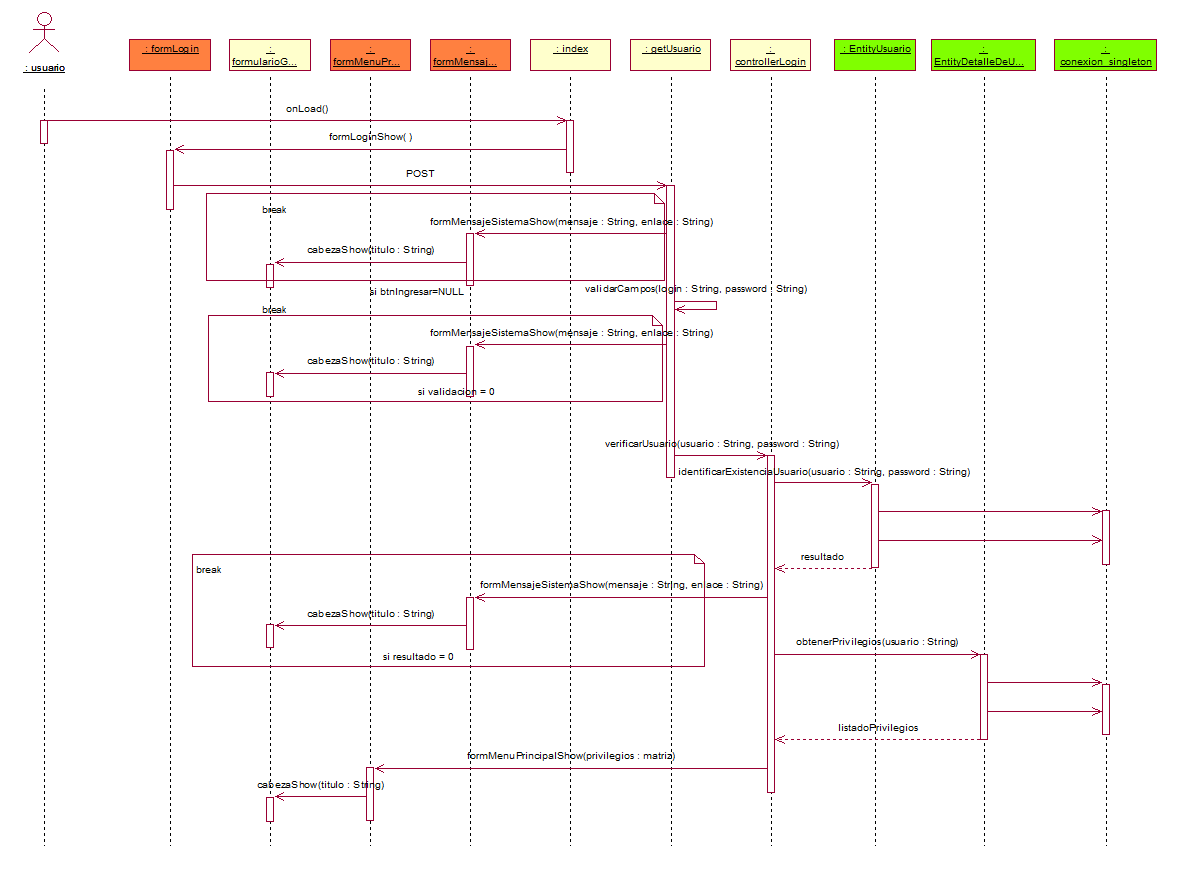 : formLogin
:
formularioG...
:
formMenuPr...
:
formMensaj...
: index
: getUsuario
:
controllerLogin
: EntityUsuario
:
EntityDetalleDeU...
:
conexion_singleton
: usuario
onLoad()
formLoginShow( )
POST
break
formMensajeSistemaShow(mensaje : String, enlace : String)
cabezaShow(titulo : String)
si btnIngresar=NULL
validarCampos(login : String, password : String)
break
formMensajeSistemaShow(mensaje : String, enlace : String)
cabezaShow(titulo : String)
si validacion = 0
verificarUsuario(usuario : String, password : String)
identificarExistenciaUsuario(usuario : String, password : String)
resultado
break
formMensajeSistemaShow(mensaje : String, enlace : String)
cabezaShow(titulo : String)
si resultado = 0
obtenerPrivilegios(usuario : String)
listadoPrivilegios
formMenuPrincipalShow(privilegios : matriz)
cabezaShow(titulo : String)